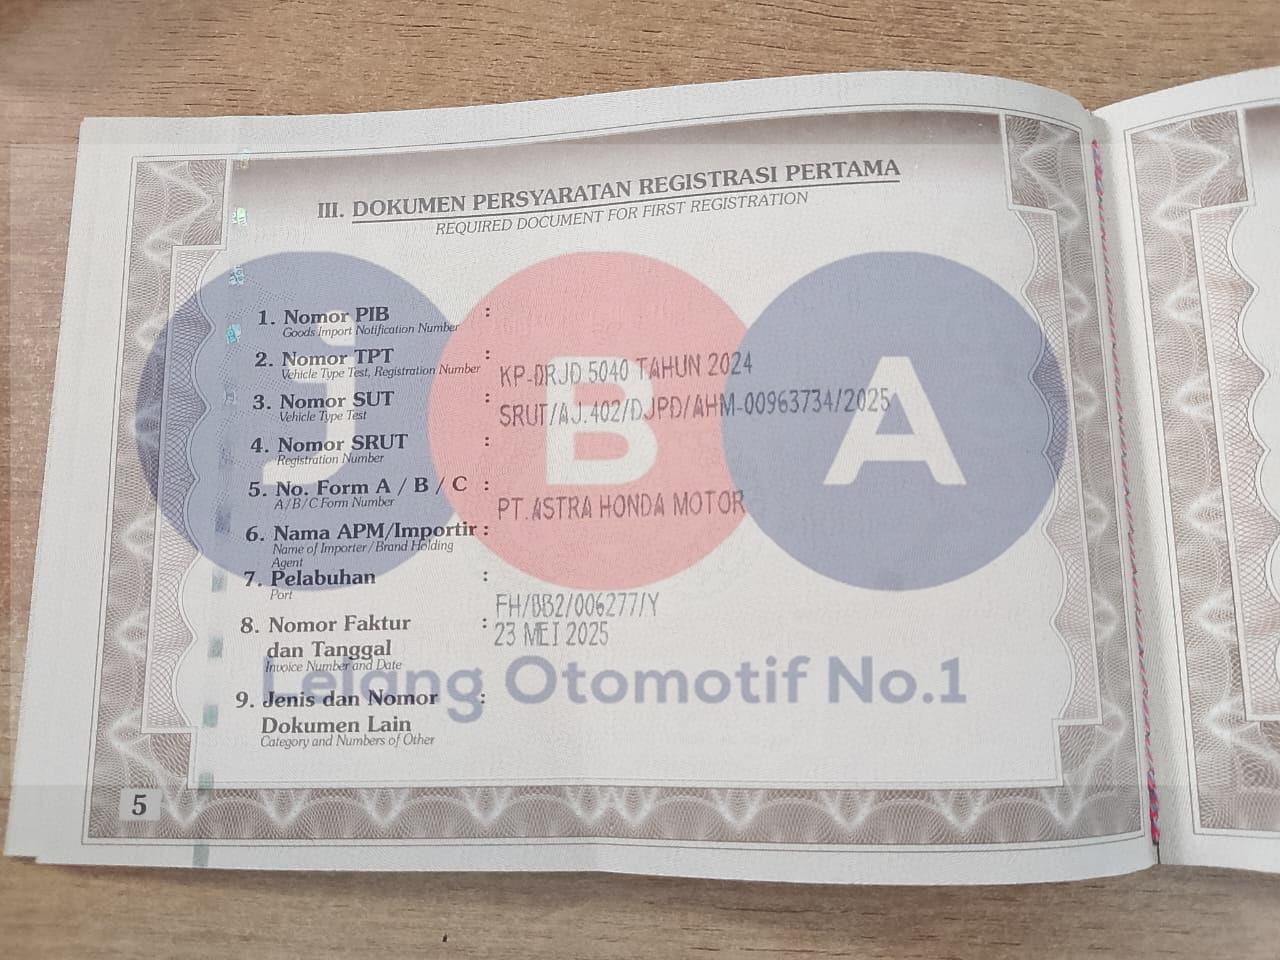 III. DOKUMEN PERSYARATAN REGISTRASI PERTAMA
REQUIRED DOCUMENT FOR FIRST REGISTRATION
1. Nomor PIB :
Goods Import Notification Number
2. Nomor TPT :
Vehicle Type Test, Registration Number
KP-DRJD 5040 TAHUN 2024
3. Nomor SUT :
Vehicle Type Test
SRUT/AJ.402/DJPD/AHM-00963734/2025
4. Nomor SRUT :
Registration Number
5. No. Form A / B / C :
A/B/C Form Number
PT.ASTRA HONDA MOTOR
6. Nama APM/Importir :
Name of Importer/Brand Holding
Agent
7. Pelabuhan :
Port
FH/BB2/006277/Y
8. Nomor Faktur : 23 MEI 2025
dan Tanggal
Invoice Number and Date
9. Jenis dan Nomor :
Dokumen Lain
Category and Numbers of Other
5
JBA
Lelang Otomotif No.1